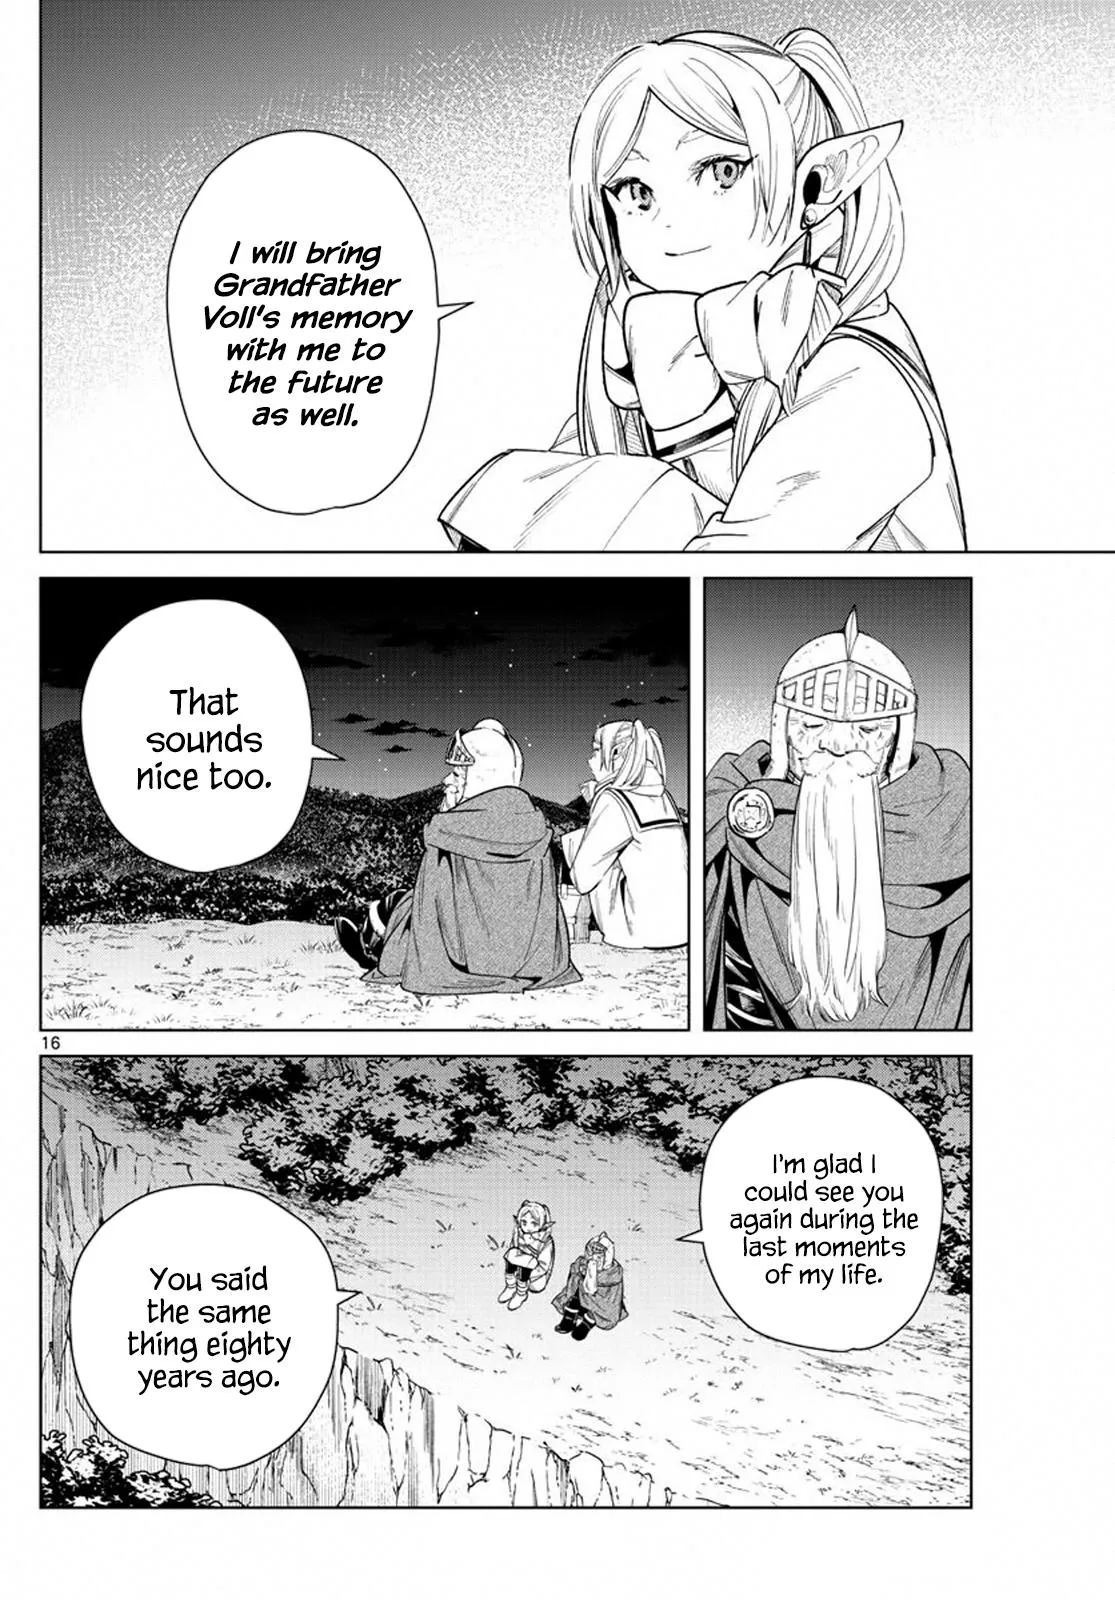 I will bring
Grandfather
Voll's memory
with me to
the future
as well.
That
sounds
nice too.
16
I'm glad I
could see you
again during the
last moments
of my life.
You said
the same
thing eighty
years ago.